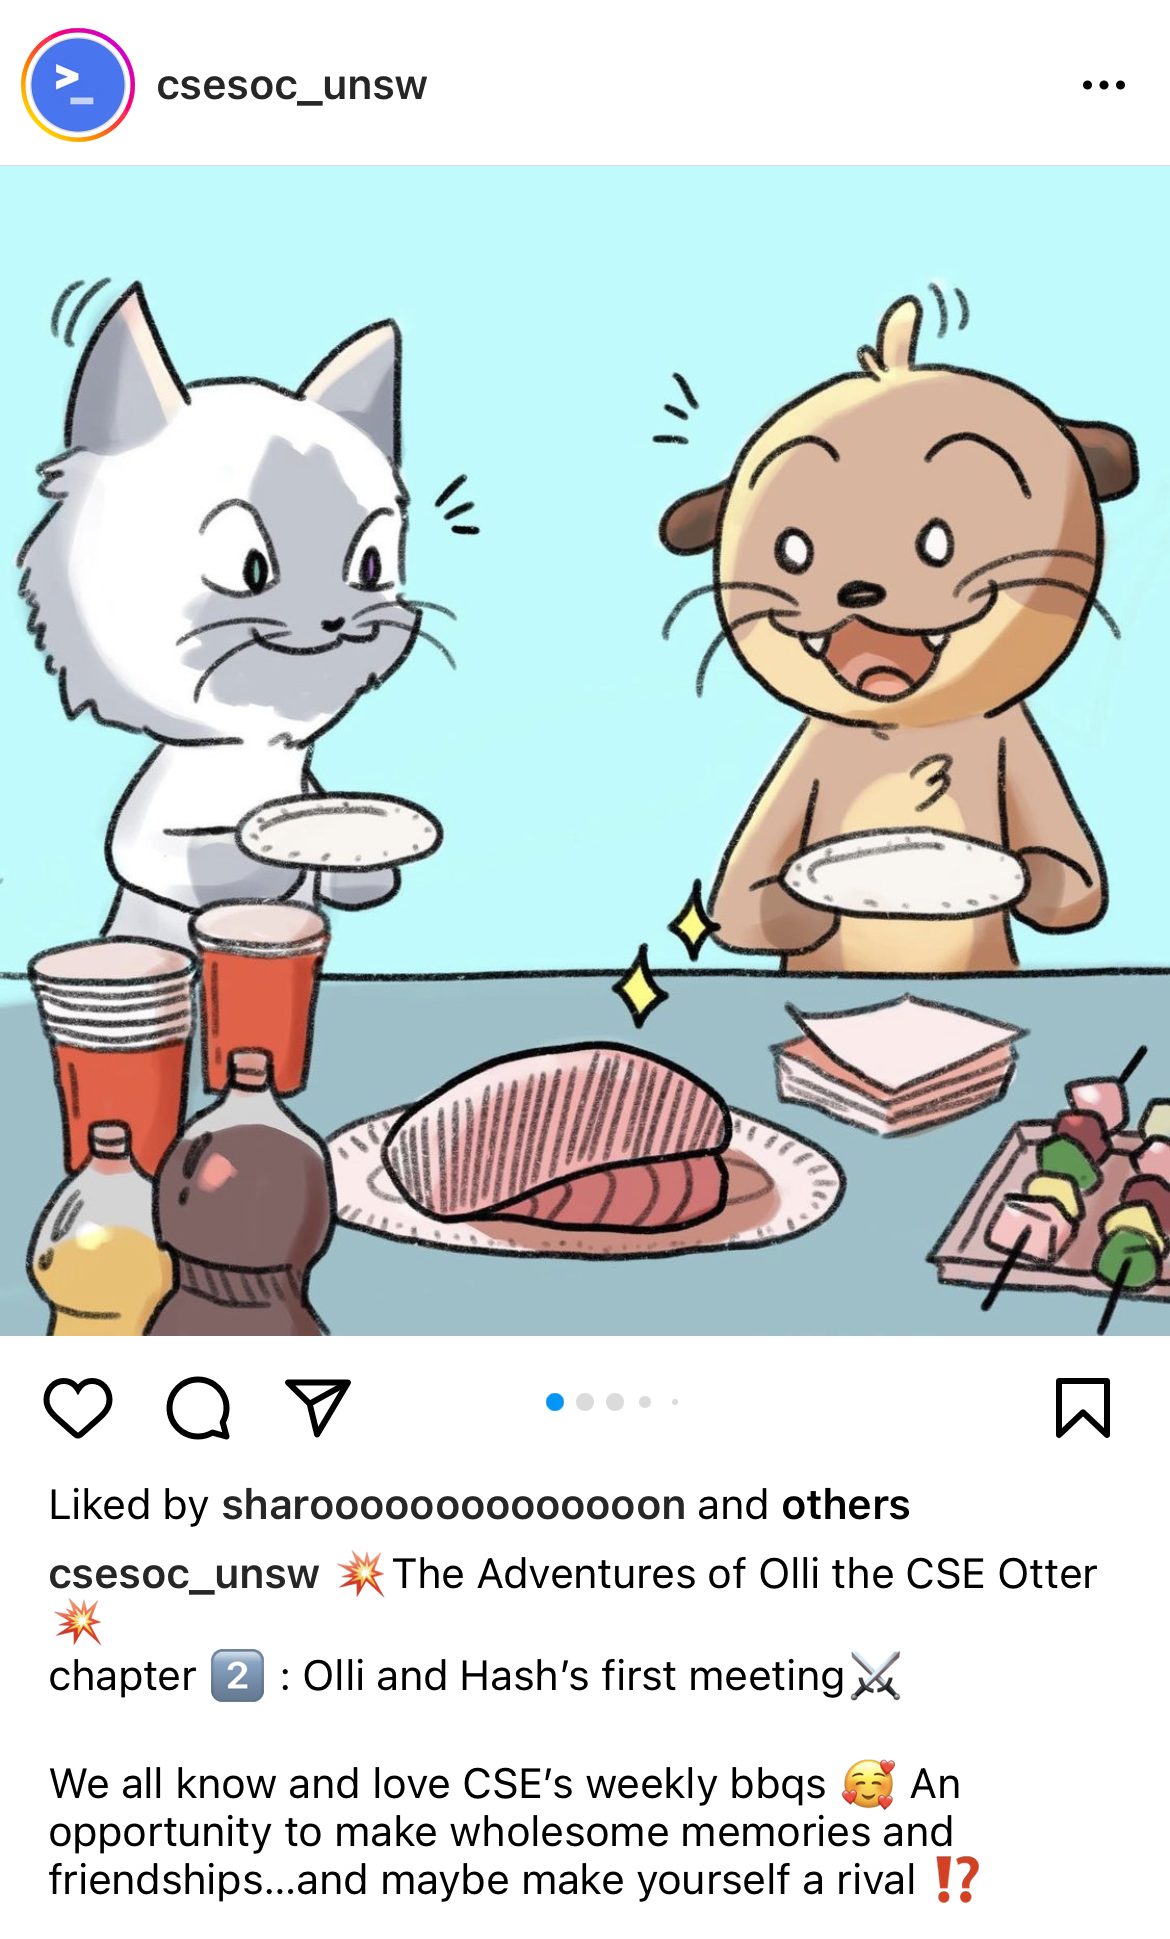 >_
csesoc_unsw
Liked by sharooooooooooooooon and others
csesoc_unsw 💥The Adventures of Olli the CSE Otter
💥
chapter 2️⃣ : Olli and Hash’s first meeting⚔️
We all know and love CSE’s weekly bbqs 🥰 An
opportunity to make wholesome memories and
friendships...and maybe make yourself a rival ⁉️